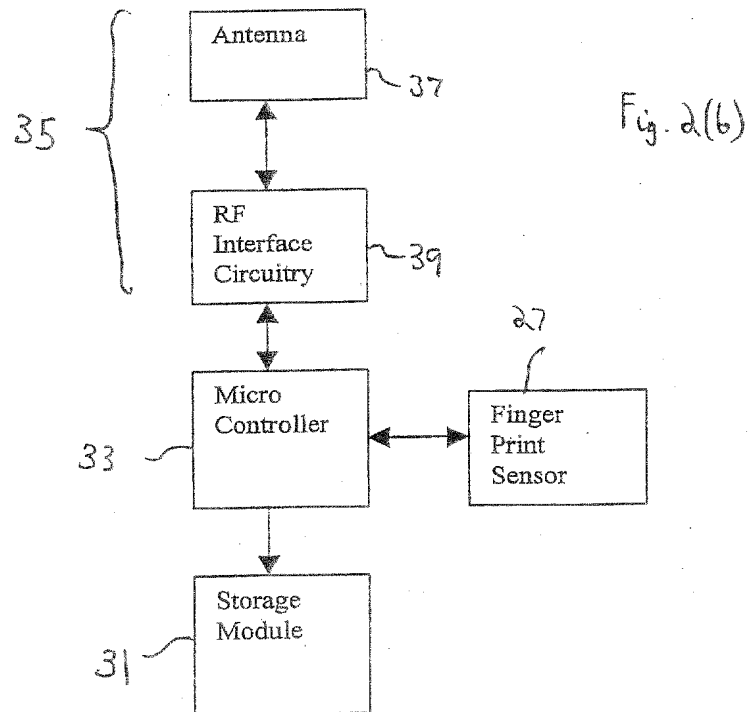 Antenna
37
35
Fig. 2(b)
RF
Interface
Circuitry
39
27
Micro
Controller
33
Finger
Print
Sensor
Storage
Module
31